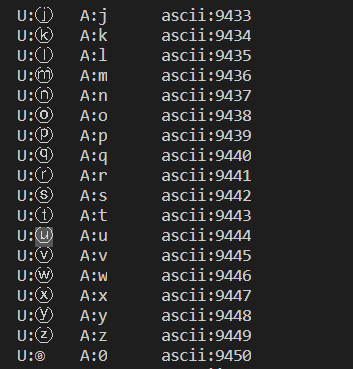 U:ⓙ A:j ascii:9433
U:ⓚ A:k ascii:9434
U:ⓛ A:l ascii:9435
U:ⓜ A:m ascii:9436
U:ⓝ A:n ascii:9437
U:ⓞ A:o ascii:9438
U:ⓟ A:p ascii:9439
U:ⓠ A:q ascii:9440
U:ⓡ A:r ascii:9441
U:ⓢ A:s ascii:9442
U:ⓣ A:t ascii:9443
U:ⓤ A:u ascii:9444
U:ⓥ A:v ascii:9445
U:ⓦ A:w ascii:9446
U:ⓧ A:x ascii:9447
U:ⓨ A:y ascii:9448
U:ⓩ A:z ascii:9449
U:⓪ A:0 ascii:9450